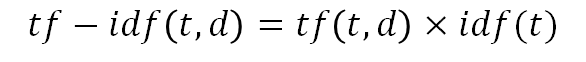 tf − idf(t, d) = tf(t, d) × idf(t)